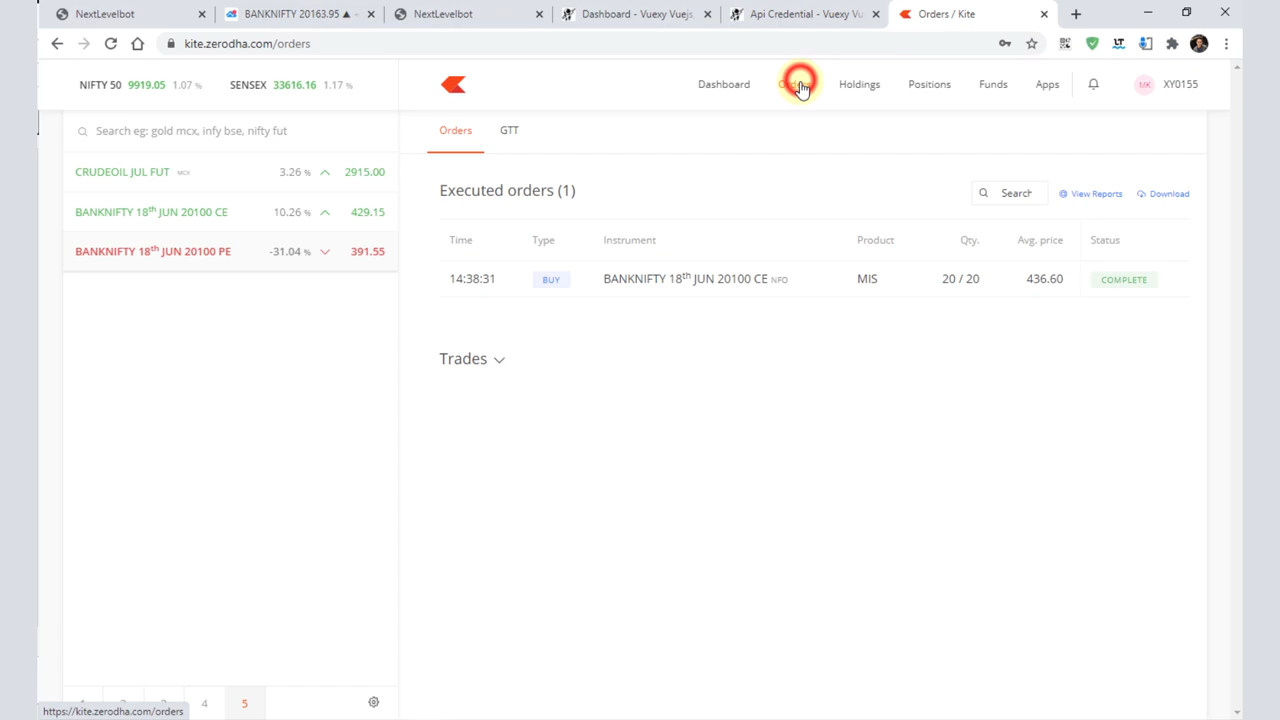 NextLevelbot
BANKNIFTY 20163.95 ▲
NextLevelbot
Dashboard - Vuexy Vuejs,
Api Credential - Vuexy Vu
Orders / Kite
kite.zerodha.com/orders
NIFTY 50 9919.05 1.07 % SENSEX 33616.16 1.17 %
Dashboard Holdings Positions Funds Apps MK XY0155
Search eg: gold mcx, infy bse, nifty fut
Orders GTT
CRUDEOIL JUL FUT MCX 3.26 % 2915.00
BANKNIFTY 18th JUN 20100 CE 10.26 % 429.15
BANKNIFTY 18th JUN 20100 PE -31.04 % 391.55
Executed orders (1)
Search View Reports Download
Time Type Instrument Product Qty. Avg. price Status
14:38:31 BUY BANKNIFTY 18th JUN 20100 CE NFO MIS 20 / 20 436.60 COMPLETE
Trades
4 5
https://kite.zerodha.com/orders